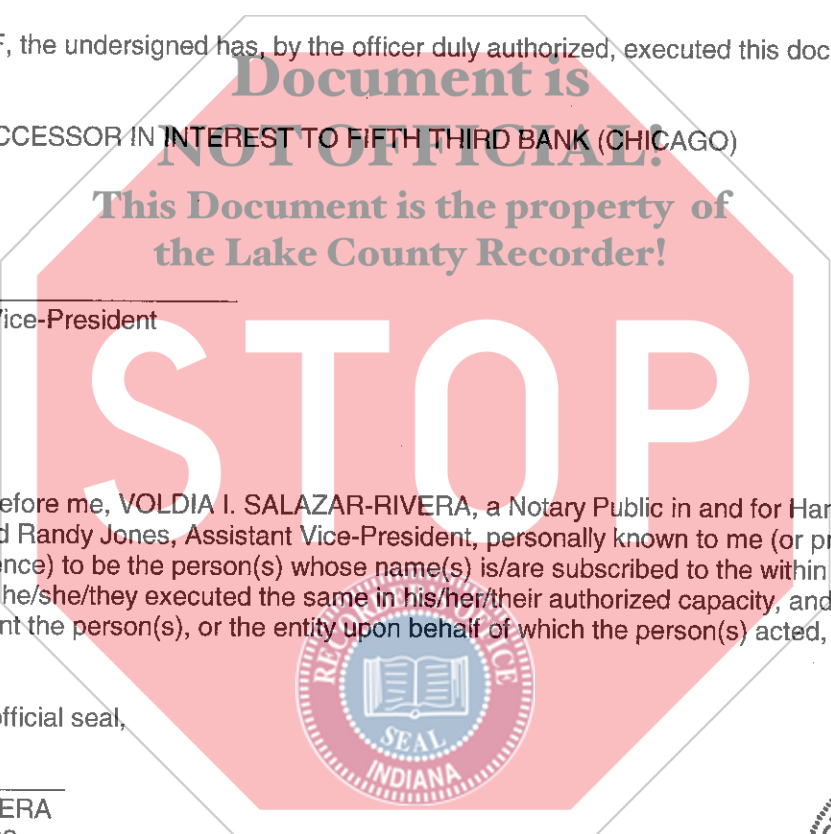 F, the undersigned has, by the officer duly authorized, executed this doc
Document is
CCESSOR IN INTEREST TO FIFTH THIRD BANK (CHICAGO)
NOT OFFICIAL!
This Document is the property of
the Lake County Recorder!
Vice-President
STOP
efore me, VOLDIA I. SALAZAR-RIVERA, a Notary Public in and for Har
d Randy Jones, Assistant Vice-President, personally known to me (or pr
ence) to be the person(s) whose name(s) is/are subscribed to the within
he/she/they executed the same in his/her/their authorized capacity, and
nt the person(s), or the entity upon behalf of which the person(s) acted,
RECORDER'S OFFICE
SEAL
INDIANA
official seal,
ERA